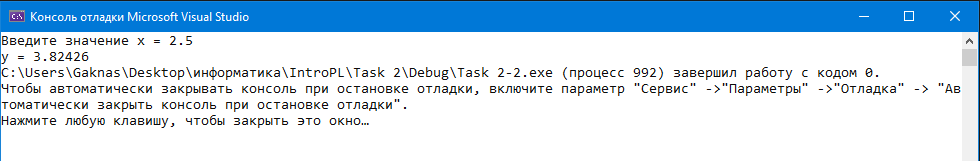 Консоль отладки Microsoft Visual Studio
Введите значение x = 2.5
y = 3.82426
C:\Users\Gaknas\Desktop\информатика\IntroPL\Task 2\Debug\Task 2-2.exe (процесс 992) завершил работу с кодом 0.
Чтобы автоматически закрывать консоль при остановке отладки, включите параметр "Сервис" ->"Параметры" ->"Отладка" -> "Ав
томатически закрыть консоль при остановке отладки".
Нажмите любую клавишу, чтобы закрыть это окно…